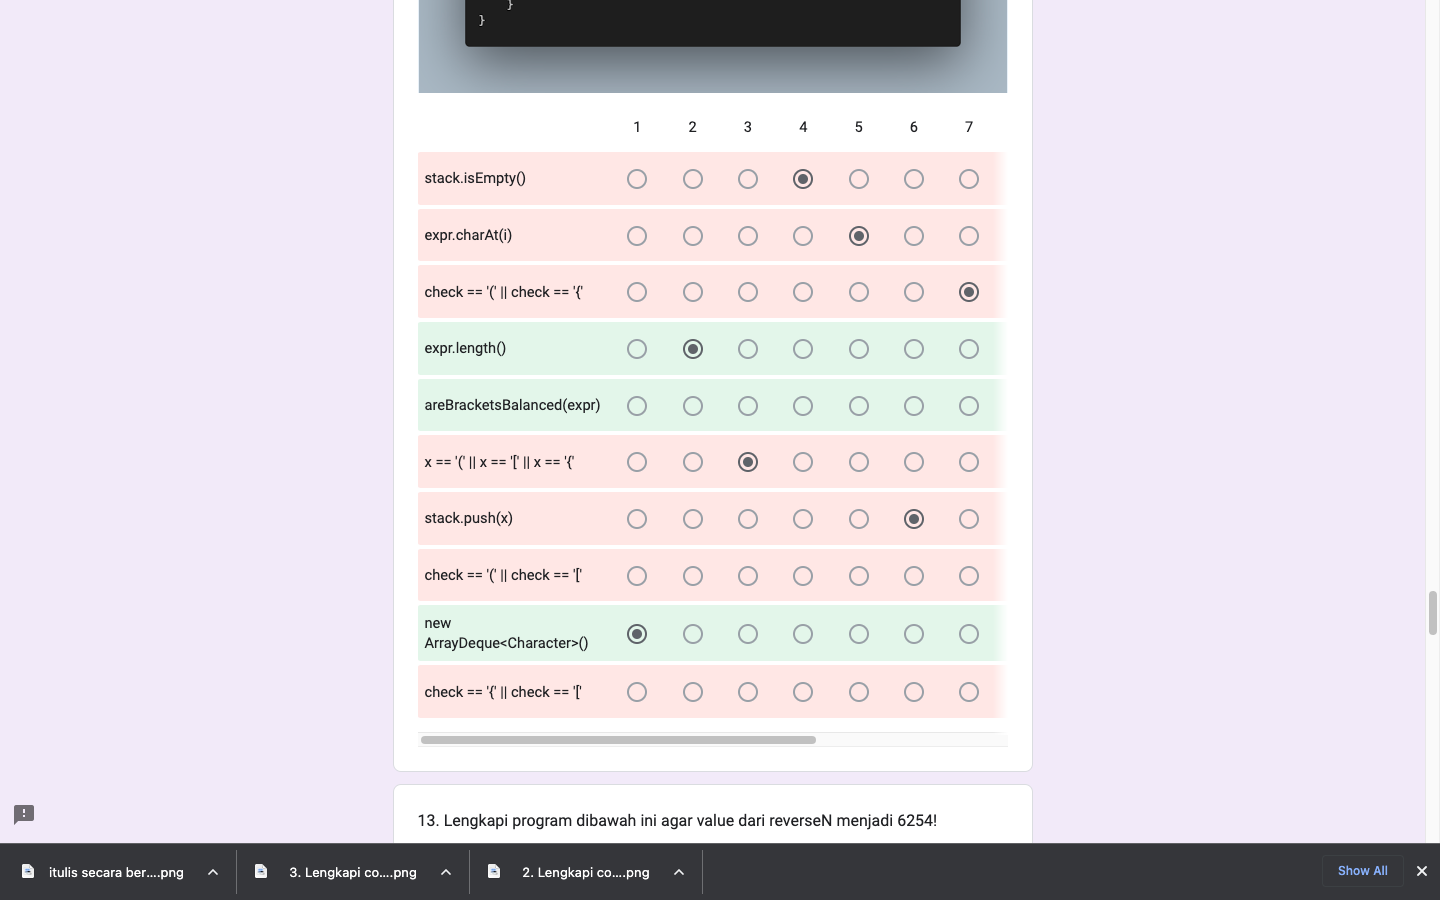 }
}
1 2 3 4 5 6 7
stack.isEmpty()
expr.charAt(i)
check == '(' || check == '{'
expr.length()
areBracketsBalanced(expr)
x == '(' || x == '[' || x == '{'
stack.push(x)
check == '(' || check == '['
new
ArrayDeque<Character>()
check == '{' || check == '['
13. Lengkapi program dibawah ini agar value dari reverseN menjadi 6254!
itulis secara ber....png
3. Lengkapi co....png
2. Lengkapi co....png
Show All